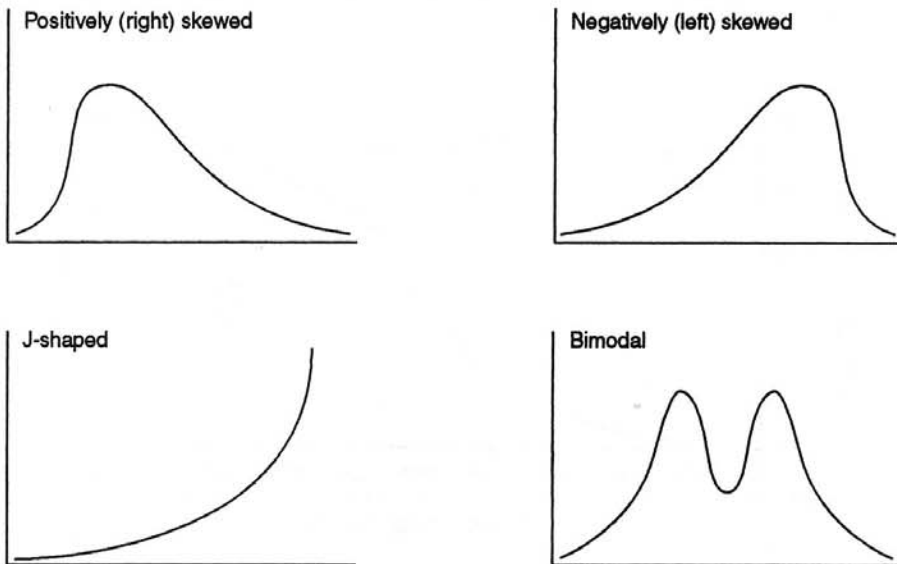 Positively (right) skewed
Negatively (left) skewed
J-shaped
Bimodal